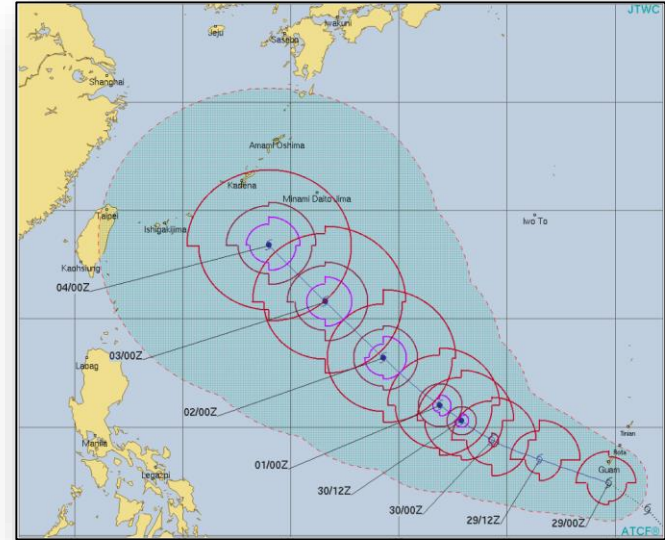 JTWC
Iwakuni
Jeju
Sasebo
Shanghai
Amami Oshima
Kadena
Minami Daito Jima
Taipei
Ishigakijima
Iwo To
Kaohsiung
04/00Z
03/00Z
Laoag
02/00Z
Tinian
Manila
Rota
01/00Z
Guam
Legazpi
30/12Z
30/00Z
29/12Z
29/00Z
ATCF®